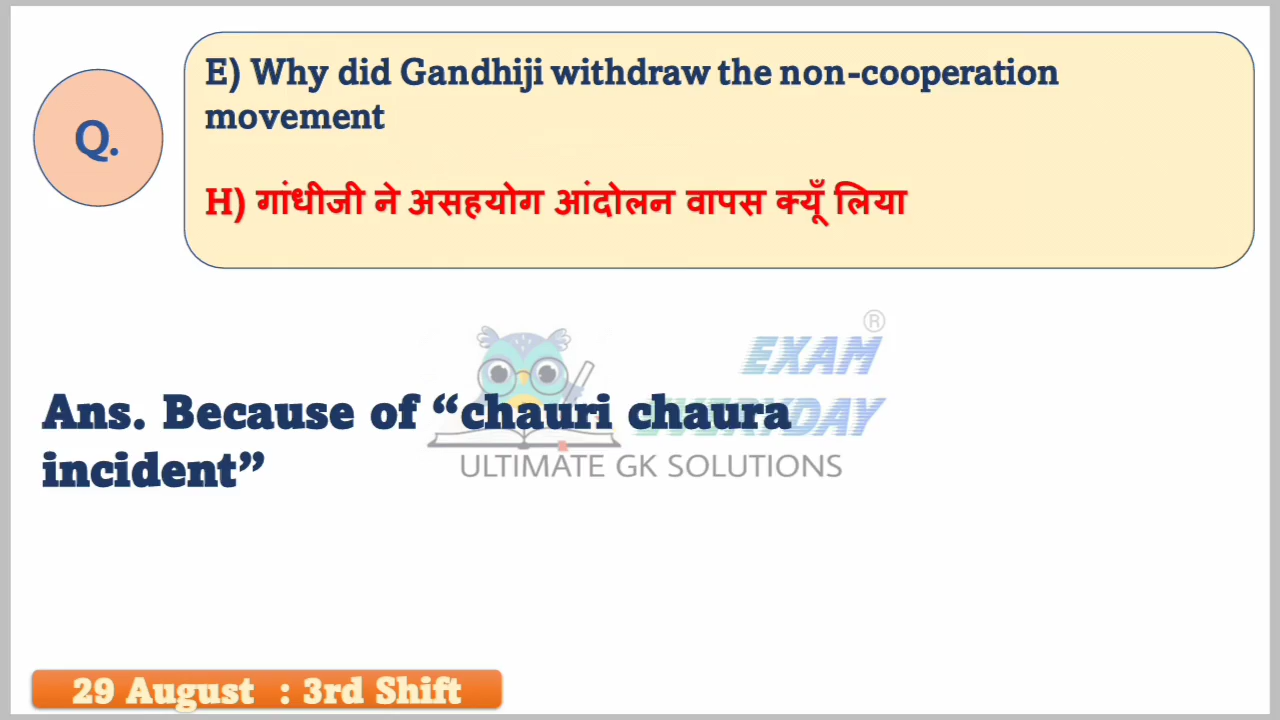 Q.
E) Why did Gandhiji withdraw the non-cooperation
movement
H) गांधीजी ने असहयोग आंदोलन वापस क्यूँ लिया
®
EXAM
EVERYDAY
Ans. Because of “chauri chaura
incident”
ULTIMATE GK SOLUTIONS
29 August : 3rd Shift